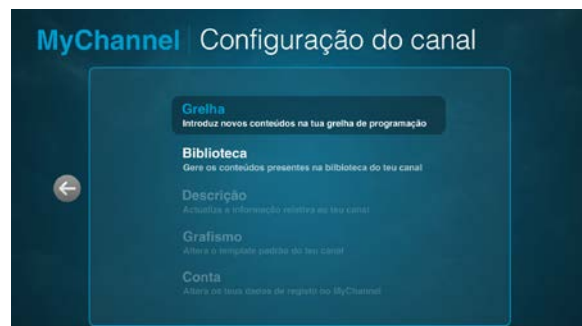 MyChannel Configuração do canal
Grelha
Introduz novos conteúdos na tua grelha de programação
Biblioteca
Gere os conteúdos presentes na bilbloteca do teu canal
Descrição
Actualiza a informação relativa ao teu canal
Grafismo
Altera o template padrão do teu canal
Conta
Altera os teus dados de registo no MyChannel